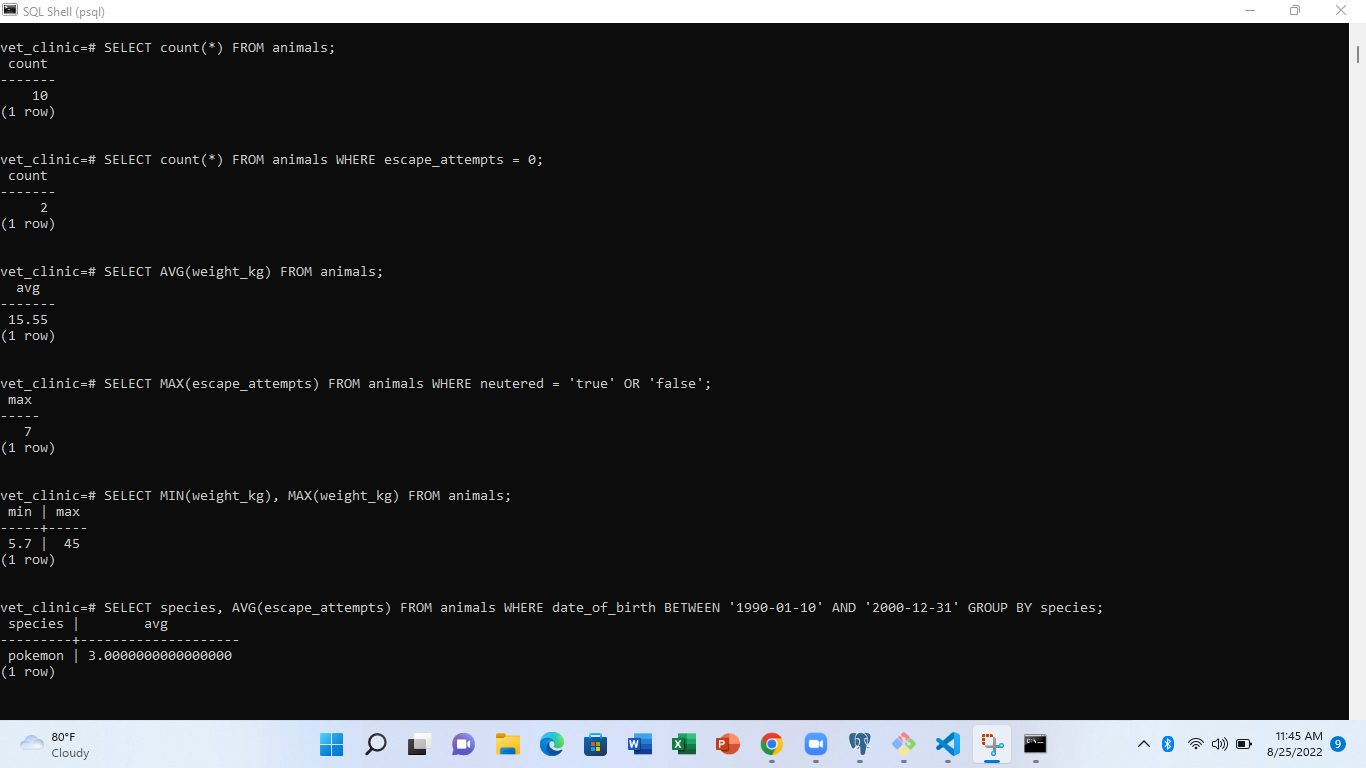 SQL Shell (psql)
vet_clinic=# SELECT count(*) FROM animals;
count
-------
10
(1 row)
vet_clinic=# SELECT count(*) FROM animals WHERE escape_attempts = 0;
count
-------
2
(1 row)
vet_clinic=# SELECT AVG(weight_kg) FROM animals;
avg
-------
15.55
(1 row)
vet_clinic=# SELECT MAX(escape_attempts) FROM animals WHERE neutered = 'true' OR 'false';
max
-----
7
(1 row)
vet_clinic=# SELECT MIN(weight_kg), MAX(weight_kg) FROM animals;
min | max
-----+-----
5.7 |  45
(1 row)
vet_clinic=# SELECT species, AVG(escape_attempts) FROM animals WHERE date_of_birth BETWEEN '1990-01-10' AND '2000-12-31' GROUP BY species;
species |        avg
---------+--------------------
pokemon | 3.0000000000000000
(1 row)
80°F
Cloudy
11:45 AM
8/25/2022
9